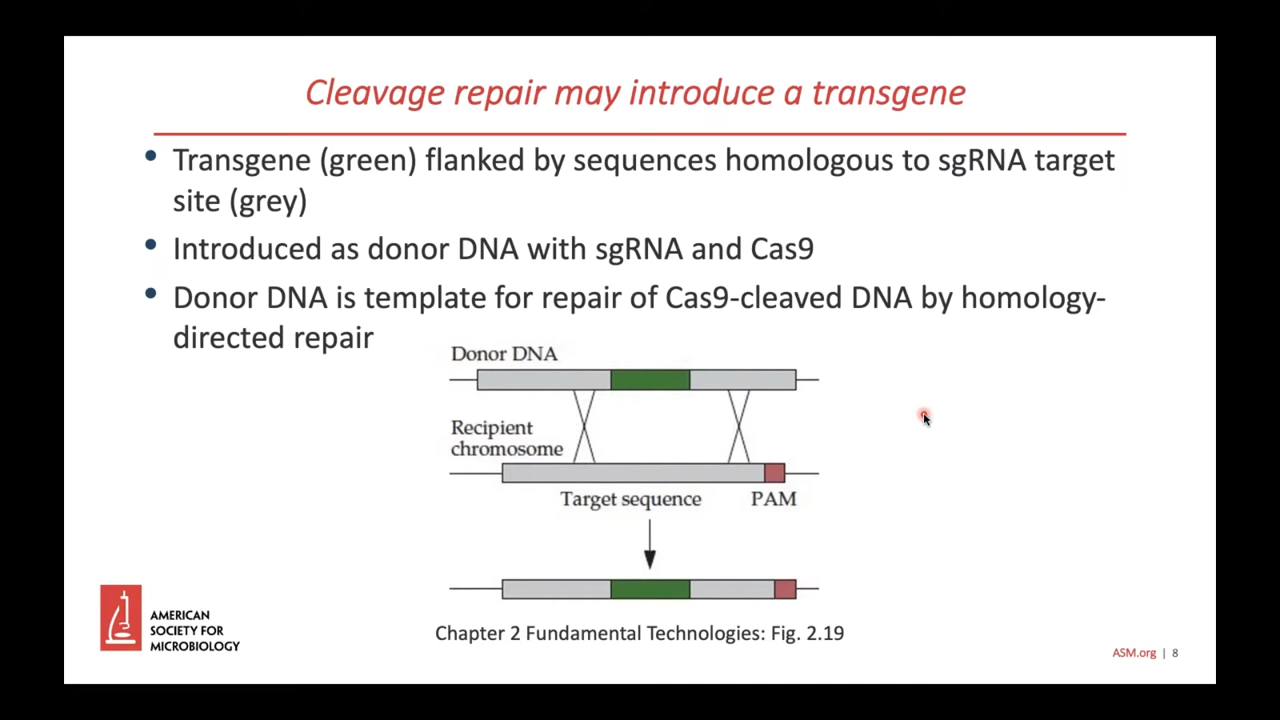 Cleavage repair may introduce a transgene
• Transgene (green) flanked by sequences homologous to sgRNA target
site (grey)
• Introduced as donor DNA with sgRNA and Cas9
• Donor DNA is template for repair of Cas9-cleaved DNA by homology-
directed repair
Donor DNA
Recipient
chromosome
Target sequence PAM
Chapter 2 Fundamental Technologies: Fig. 2.19
AMERICAN
SOCIETY FOR
MICROBIOLOGY
ASM.org | 8